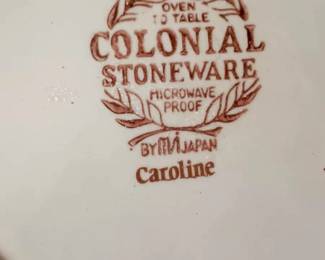 OVEN
TO TABLE
COLONIAL
STONEWARE
MICROWAVE
PROOF
BY MI JAPAN
Caroline